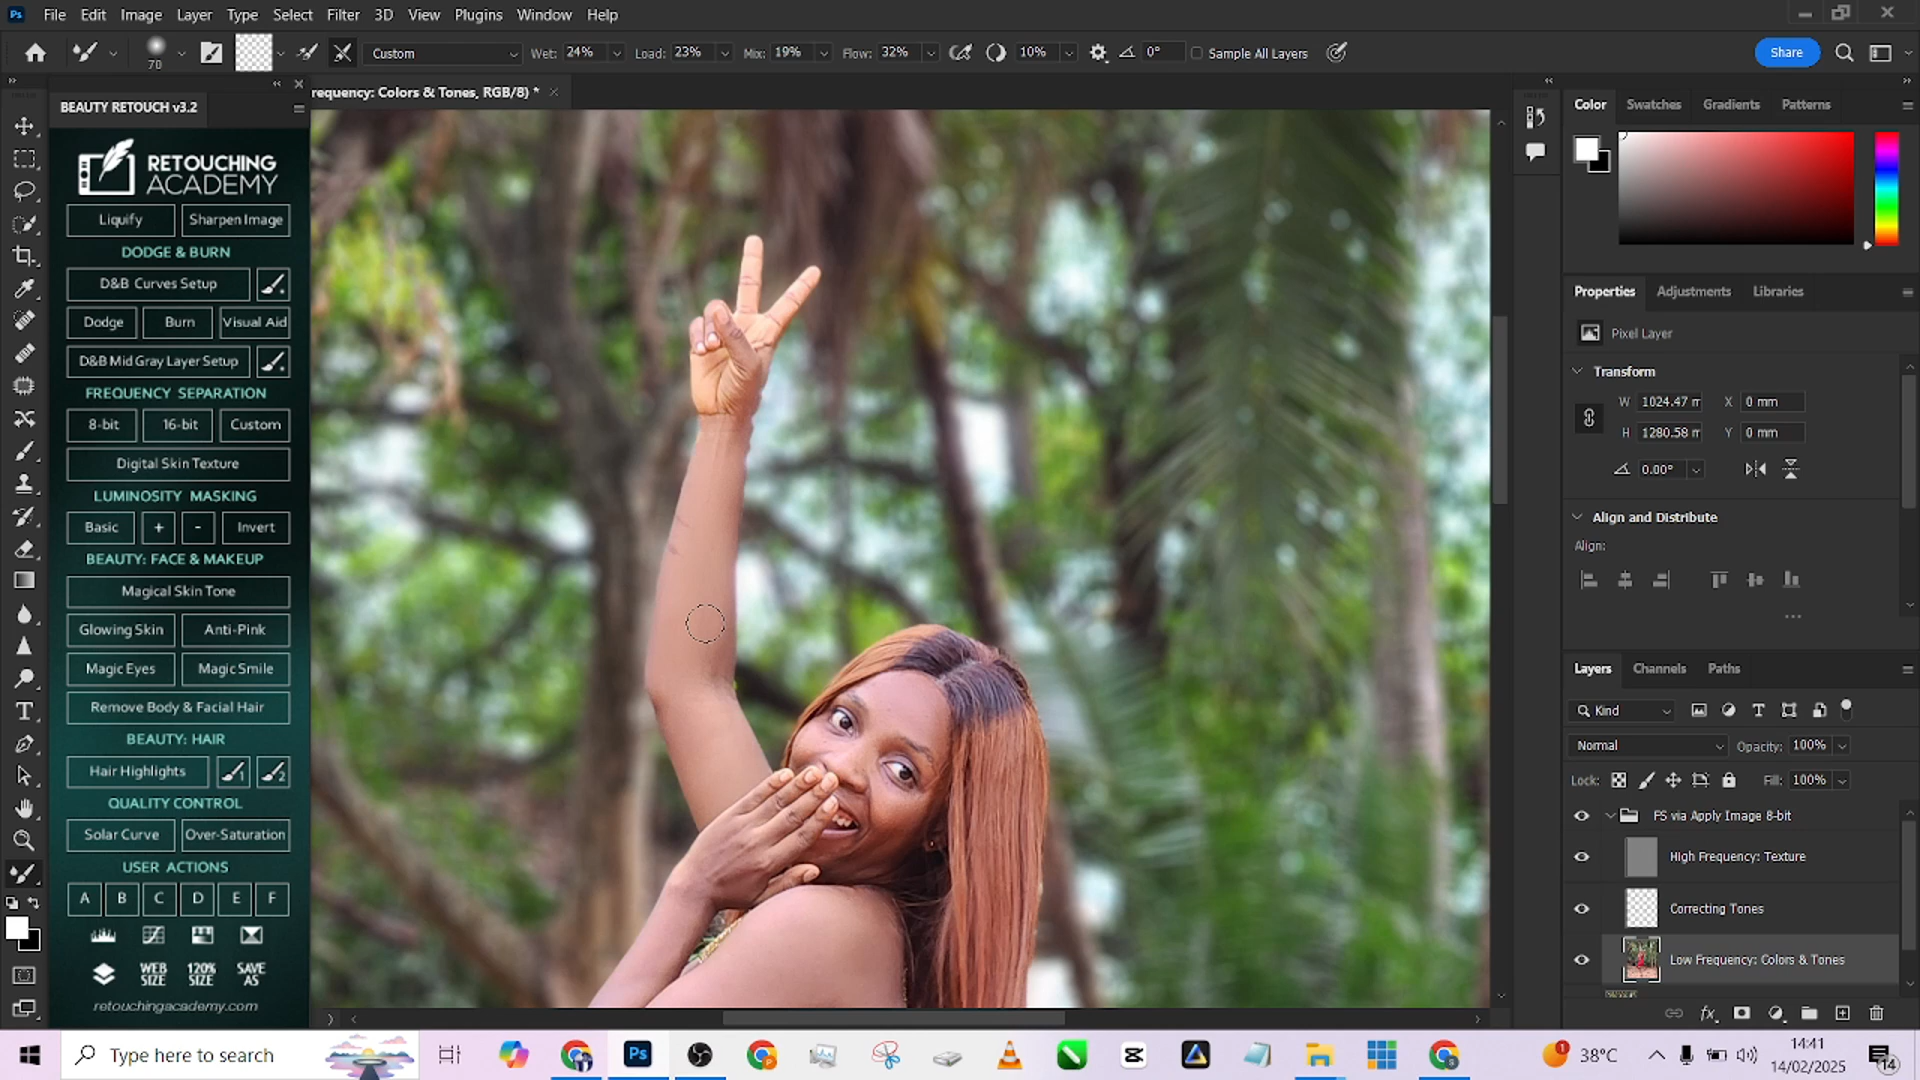 File Edit Image Layer Type Select Filter 3D View Plugins Window Help
70 Custom Wet: 24% Load: 23% Mix: 19% Flow: 32% 10% 0° Sample All Layers Share
BEAUTY RETOUCH v3.2
requency: Colors & Tones, RGB/8) *
RETOUCHING
ACADEMY
Liquify Sharpen Image
DODGE & BURN
D&B Curves Setup
Dodge Burn Visual Aid
D&B Mid Gray Layer Setup
FREQUENCY SEPARATION
8-bit 16-bit Custom
Digital Skin Texture
LUMINOSITY MASKING
Basic + - Invert
BEAUTY: FACE & MAKEUP
Magical Skin Tone
Glowing Skin Anti-Pink
Magic Eyes Magic Smile
Remove Body & Facial Hair
BEAUTY: HAIR
Hair Highlights 1 2
QUALITY CONTROL
Solar Curve Over-Saturation
USER ACTIONS
A B C D E F
WEB SIZE 120% SIZE SAVE AS
retouchingacademy.com
Color Swatches Gradients Patterns
Properties Adjustments Libraries
Pixel Layer
Transform
W 1024.47 m X 0 mm
H 1280.58 m Y 0 mm
0.00°
Align and Distribute
Align:
Layers Channels Paths
Kind
Normal Opacity: 100%
Lock: Fill: 100%
FS via Apply Image 8-bit
High Frequency: Texture
Correcting Tones
Low Frequency: Colors & Tones
Type here to search
38°C
14:41
14/02/2025
14